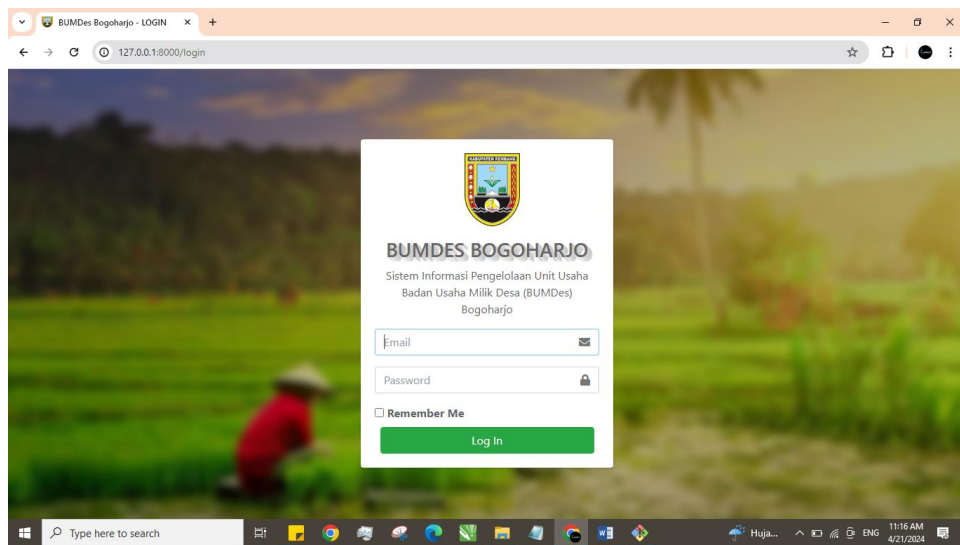 BUMDes Bogoharjo - LOGIN
127.0.0.1:8000/login
KABUPATEN REMBANG
BUMDES BOGOHARJO
Sistem Informasi Pengelolaan Unit Usaha
Badan Usaha Milik Desa (BUMDes)
Bogoharjo
Email
Password
Remember Me
Log In
Type here to search
Huja...
ENG
11:16 AM
4/21/2024